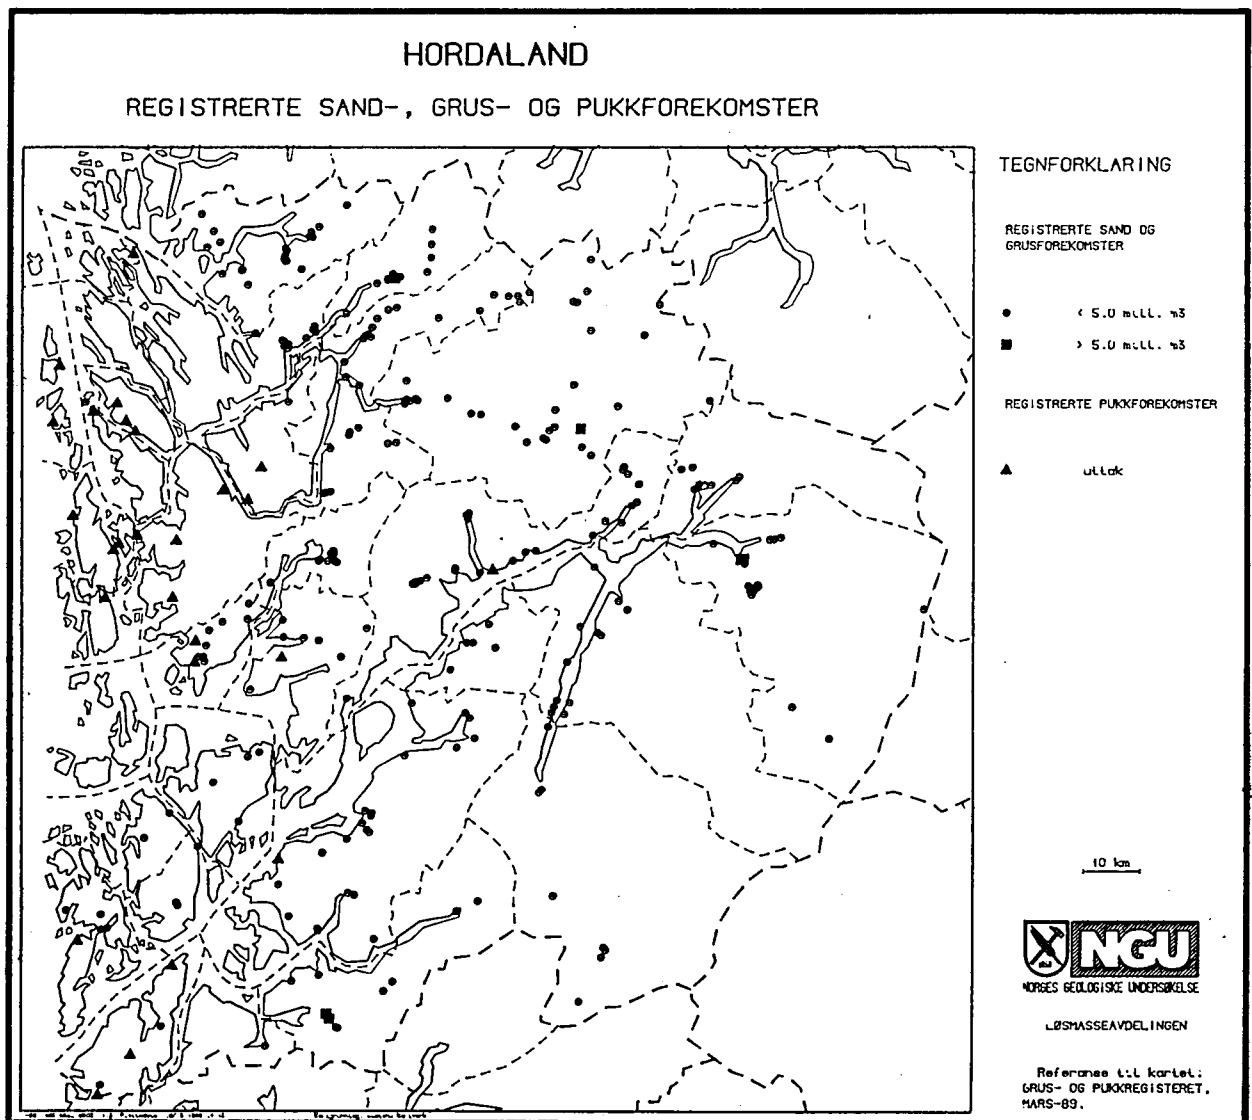 HORDALAND
REGISTRERTE SAND-, GRUS- OG PUKKFOREKOMSTER
TEGNFORKLARING
REGISTRERTE SAND OG
GRUSFOREKOMSTER
< 5.0 mill. m3
> 5.0 mill. m3
REGISTRERTE PUKKFOREKOMSTER
uttak
10 km
NGU
NORGES GEOLOGISKE UNDERSØKELSE
LØSMASSEAVDELINGEN
Referanse til kartet:
GRUS- OG PUKKREGISTERET,
MARS-89.